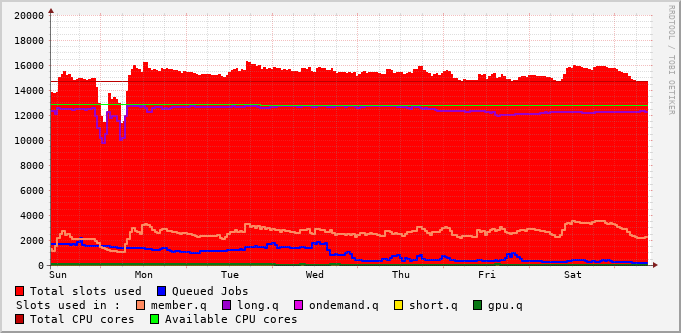 RRDTOOL / TOBI OETIKER
20000
18000
16000
14000
12000
10000
8000
6000
4000
2000
0
Sun Mon Tue Wed Thu Fri Sat
Total slots used Queued Jobs
Slots used in : member.q long.q ondemand.q short.q gpu.q
Total CPU cores Available CPU cores